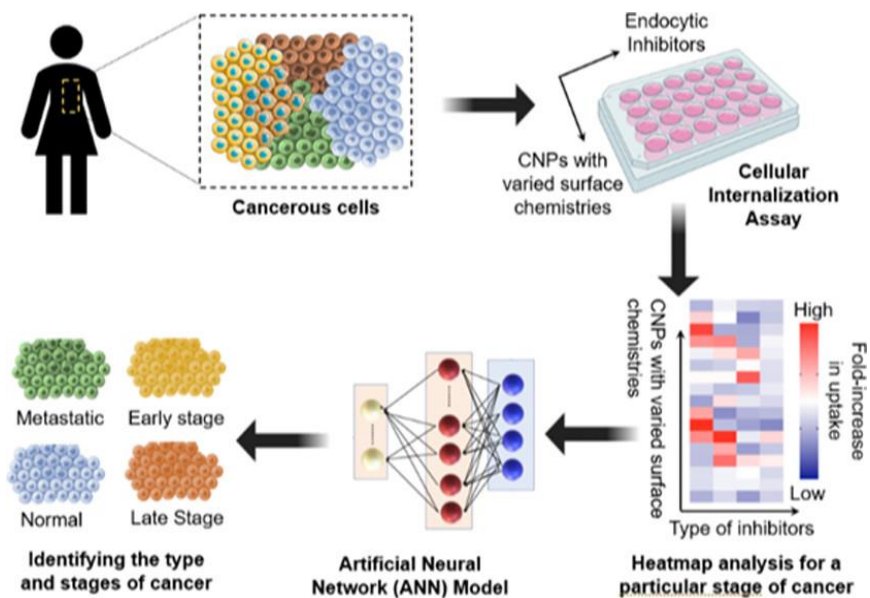 Endocytic
Inhibitors
CNPs with
varied surface
chemistries
Cancerous cells
Cellular
Internalization
Assay
CNPs with varied surface
chemistries
High
Low
Fold-increase
in uptake
Type of inhibitors
Heatmap analysis for a
particular stage of cancer
Artificial Neural
Network (ANN) Model
Metastatic
Early stage
Normal
Late Stage
Identifying the type
and stages of cancer